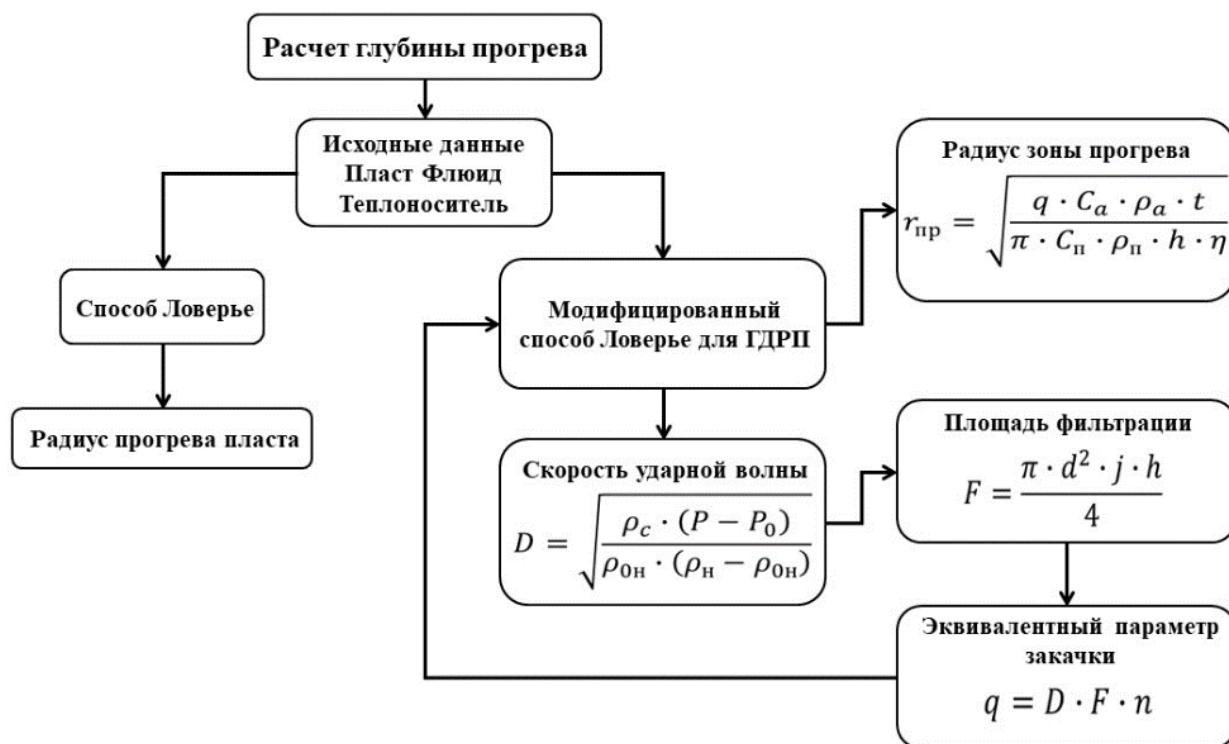 Расчет глубины прогрева
Исходные данные
Пласт Флюид
Теплоноситель
Способ Ловерье
Радиус прогрева пласта
Модифицированный
способ Ловерье для ГДРП
Радиус зоны прогрева
r_пр = √(q · C_a · ρ_a · t / π · C_п · ρ_п · h · η)
Скорость ударной волны
D = √(ρ_c · (P − P_0) / ρ_0н · (ρ_н − ρ_0н))
Площадь фильтрации
F = π · d² · j · h / 4
Эквивалентный параметр
закачки
q = D · F · n